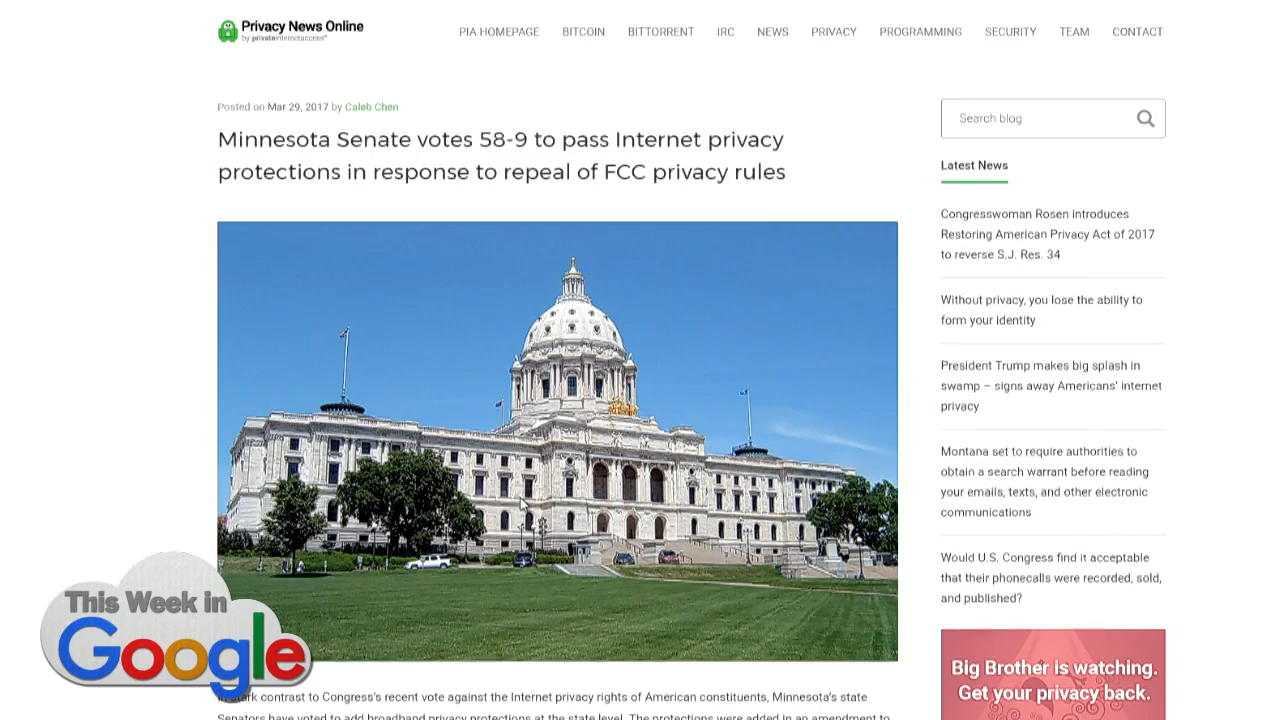 Privacy News Online
by privateinternetaccess
PIA HOMEPAGE BITCOIN BITTORRENT IRC NEWS PRIVACY PROGRAMMING SECURITY TEAM CONTACT
Posted on Mar 29, 2017 by Caleb Chen
Minnesota Senate votes 58-9 to pass Internet privacy
protections in response to repeal of FCC privacy rules
Search blog
Latest News
Congresswoman Rosen introduces
Restoring American Privacy Act of 2017
to reverse S.J. Res. 34
Without privacy, you lose the ability to
form your identity
President Trump makes big splash in
swamp – signs away Americans' internet
privacy
Montana set to require authorities to
obtain a search warrant before reading
your emails, texts, and other electronic
communications
Would U.S. Congress find it acceptable
that their phonecalls were recorded, sold,
and published?
Big Brother is watching.
Get your privacy back.
This Week in
Google
contrast to Congress's recent vote against the Internet privacy rights of American constituents, Minnesota's state
Senators have voted to add broadband privacy protections at the state level. The protections were added in an amendment to